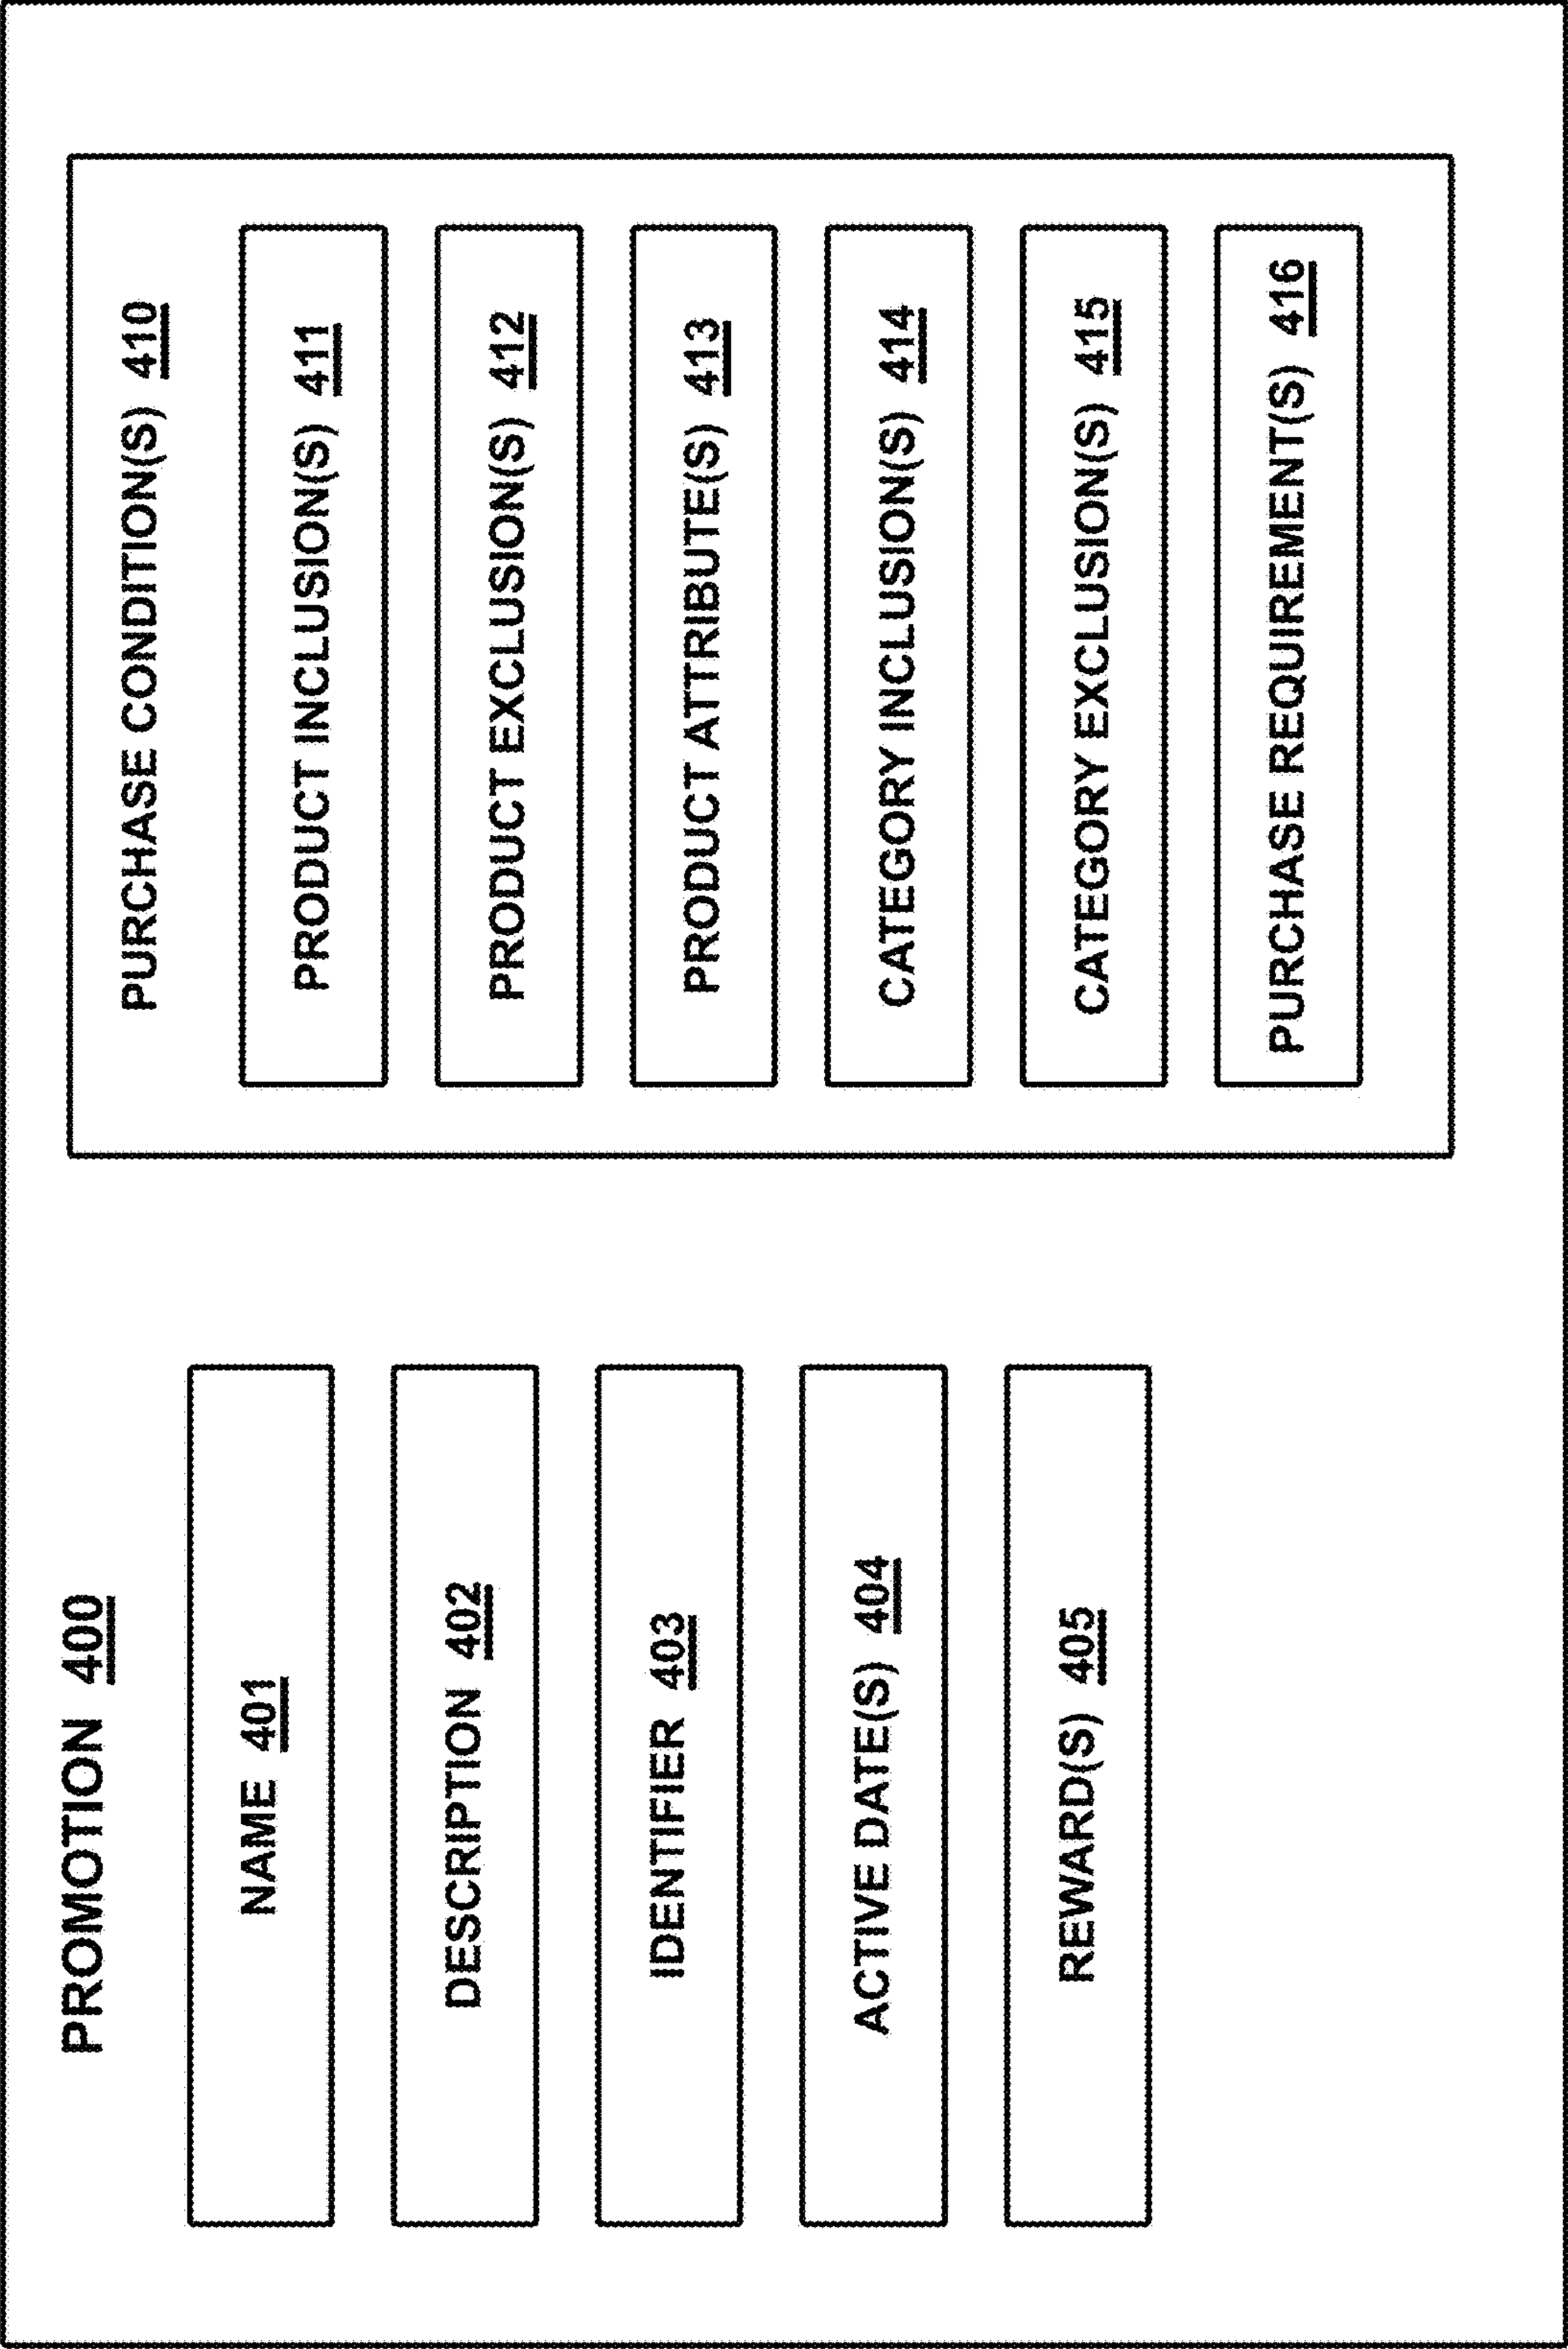 PROMOTION 400
NAME 401
DESCRIPTION 402
IDENTIFIER 403
ACTIVE DATE(S) 404
REWARD(S) 405
PURCHASE CONDITION(S) 410
PRODUCT INCLUSION(S) 411
PRODUCT EXCLUSION(S) 412
PRODUCT ATTRIBUTE(S) 413
CATEGORY INCLUSION(S) 414
CATEGORY EXCLUSION(S) 415
PURCHASE REQUIREMENT(S) 416